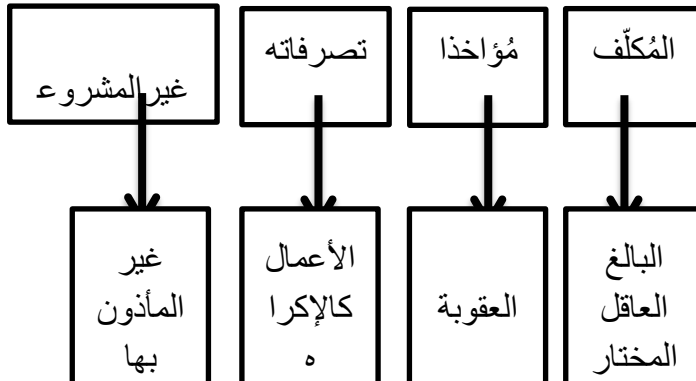 المُكلّف
مُؤاخذا
تصرفاته
غير المشروع
البالغ
العاقل
المختار
العقوبة
الأعمال
كالإكرا
ه
غير
المأذون
بها